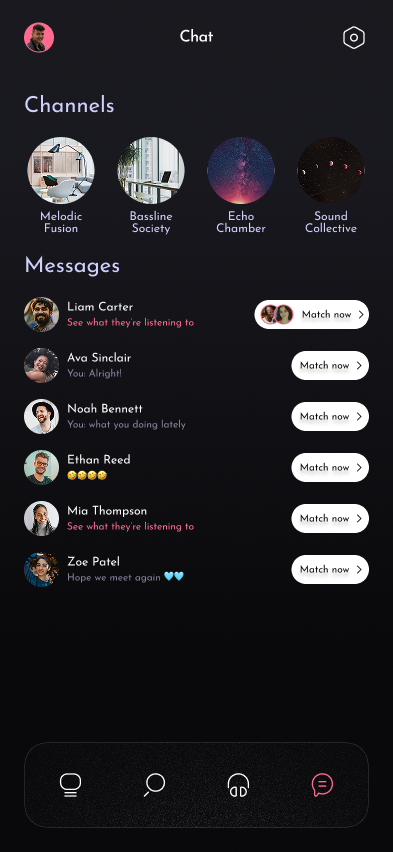 Chat
Channels
Melodic
Fusion
Bassline
Society
Echo
Chamber
Sound
Collective
Messages
Liam Carter
See what they're listening to
Match now
Ava Sinclair
You: Alright!
Match now
Noah Bennett
You: what you doing lately
Match now
Ethan Reed
🤣🤣🤣🤣
Match now
Mia Thompson
See what they're listening to
Match now
Zoe Patel
Hope we meet again 🩵🩵
Match now